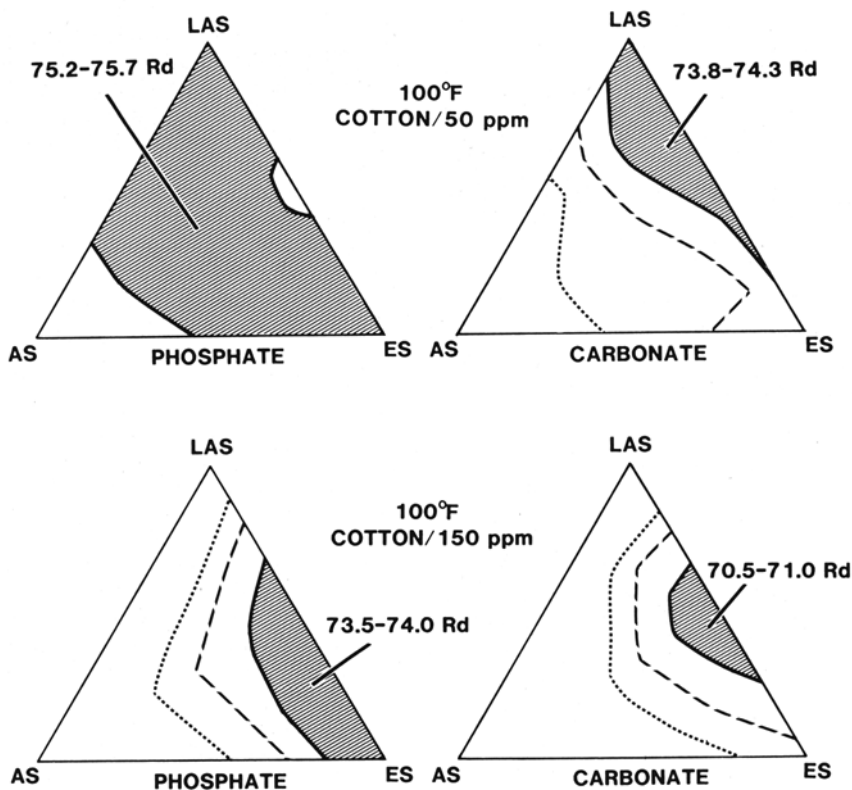 LAS
LAS
75.2-75.7 Rd
73.8-74.3 Rd
100°F
COTTON/50 ppm
AS
PHOSPHATE
ES
AS
CARBONATE
ES
LAS
LAS
100°F
COTTON/150 ppm
70.5-71.0 Rd
73.5-74.0 Rd
AS
PHOSPHATE
ES
AS
CARBONATE
ES